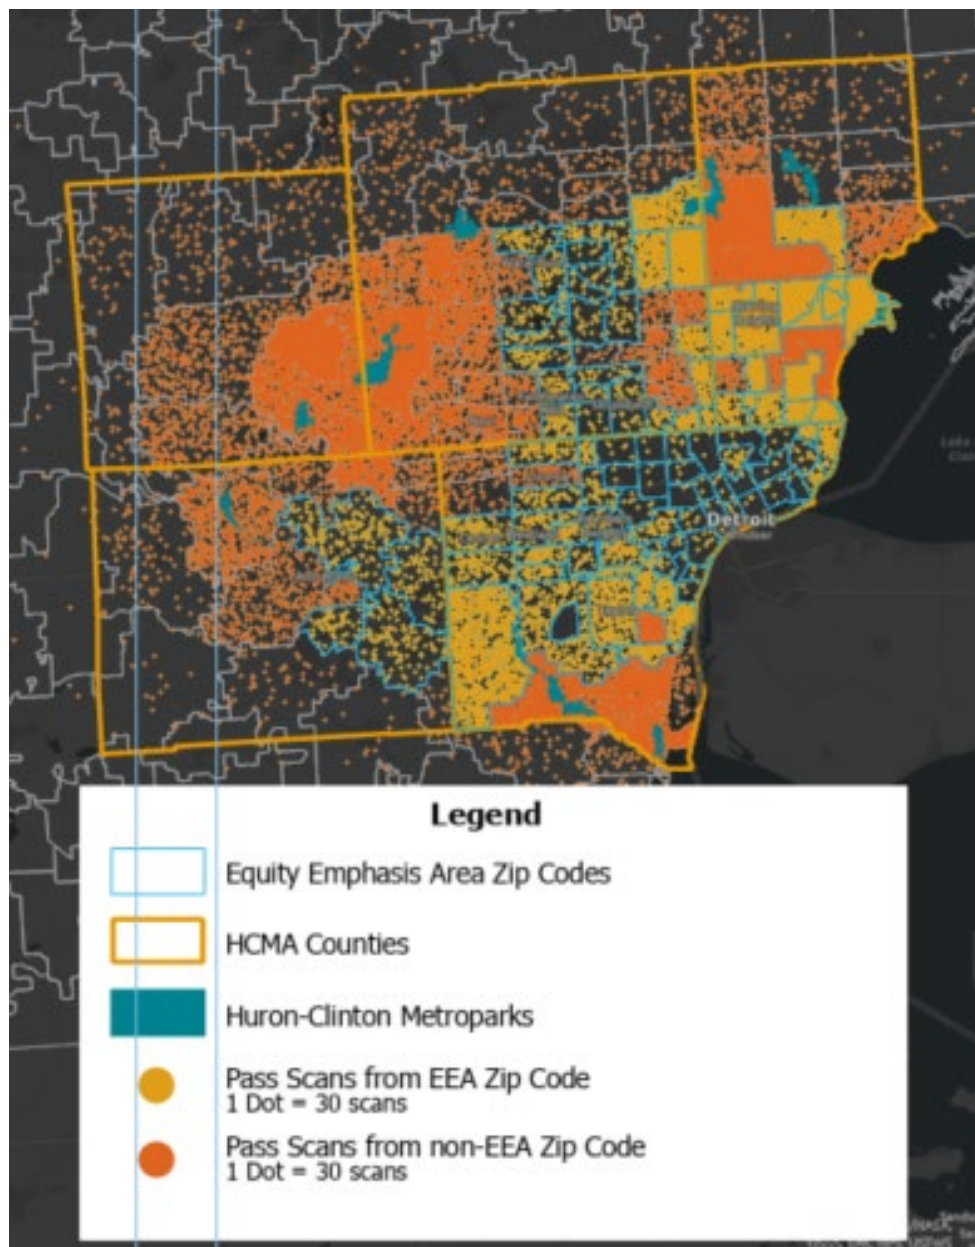 Detroit
Legend
Equity Emphasis Area Zip Codes
HCMA Counties
Huron-Clinton Metroparks
Pass Scans from EEA Zip Code
1 Dot = 30 scans
Pass Scans from non-EEA Zip Code
1 Dot = 30 scans